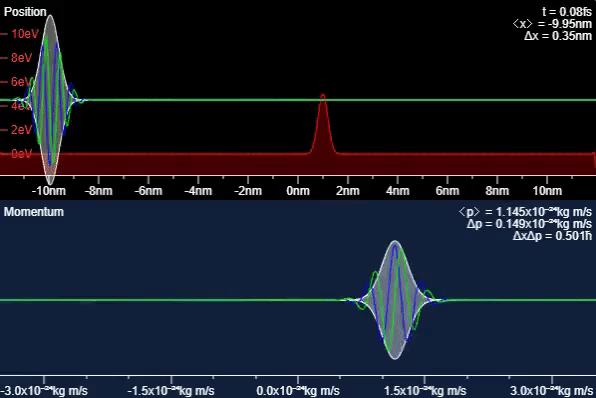 Position
t = 0.08fs
<x> = -9.95nm
Δx = 0.35nm
10eV
8eV
6eV
4eV
2eV
0eV
-10nm -8nm -6nm -4nm -2nm 0nm 2nm 4nm 6nm 8nm 10nm
Momentum
<p> = 1.145x10⁻²⁴kg m/s
Δp = 0.149x10⁻²⁴kg m/s
ΔxΔp = 0.501ħ
-3.0x10⁻²⁴kg m/s -1.5x10⁻²⁴kg m/s 0.0x10⁻²⁴kg m/s 1.5x10⁻²⁴kg m/s 3.0x10⁻²⁴kg m/s